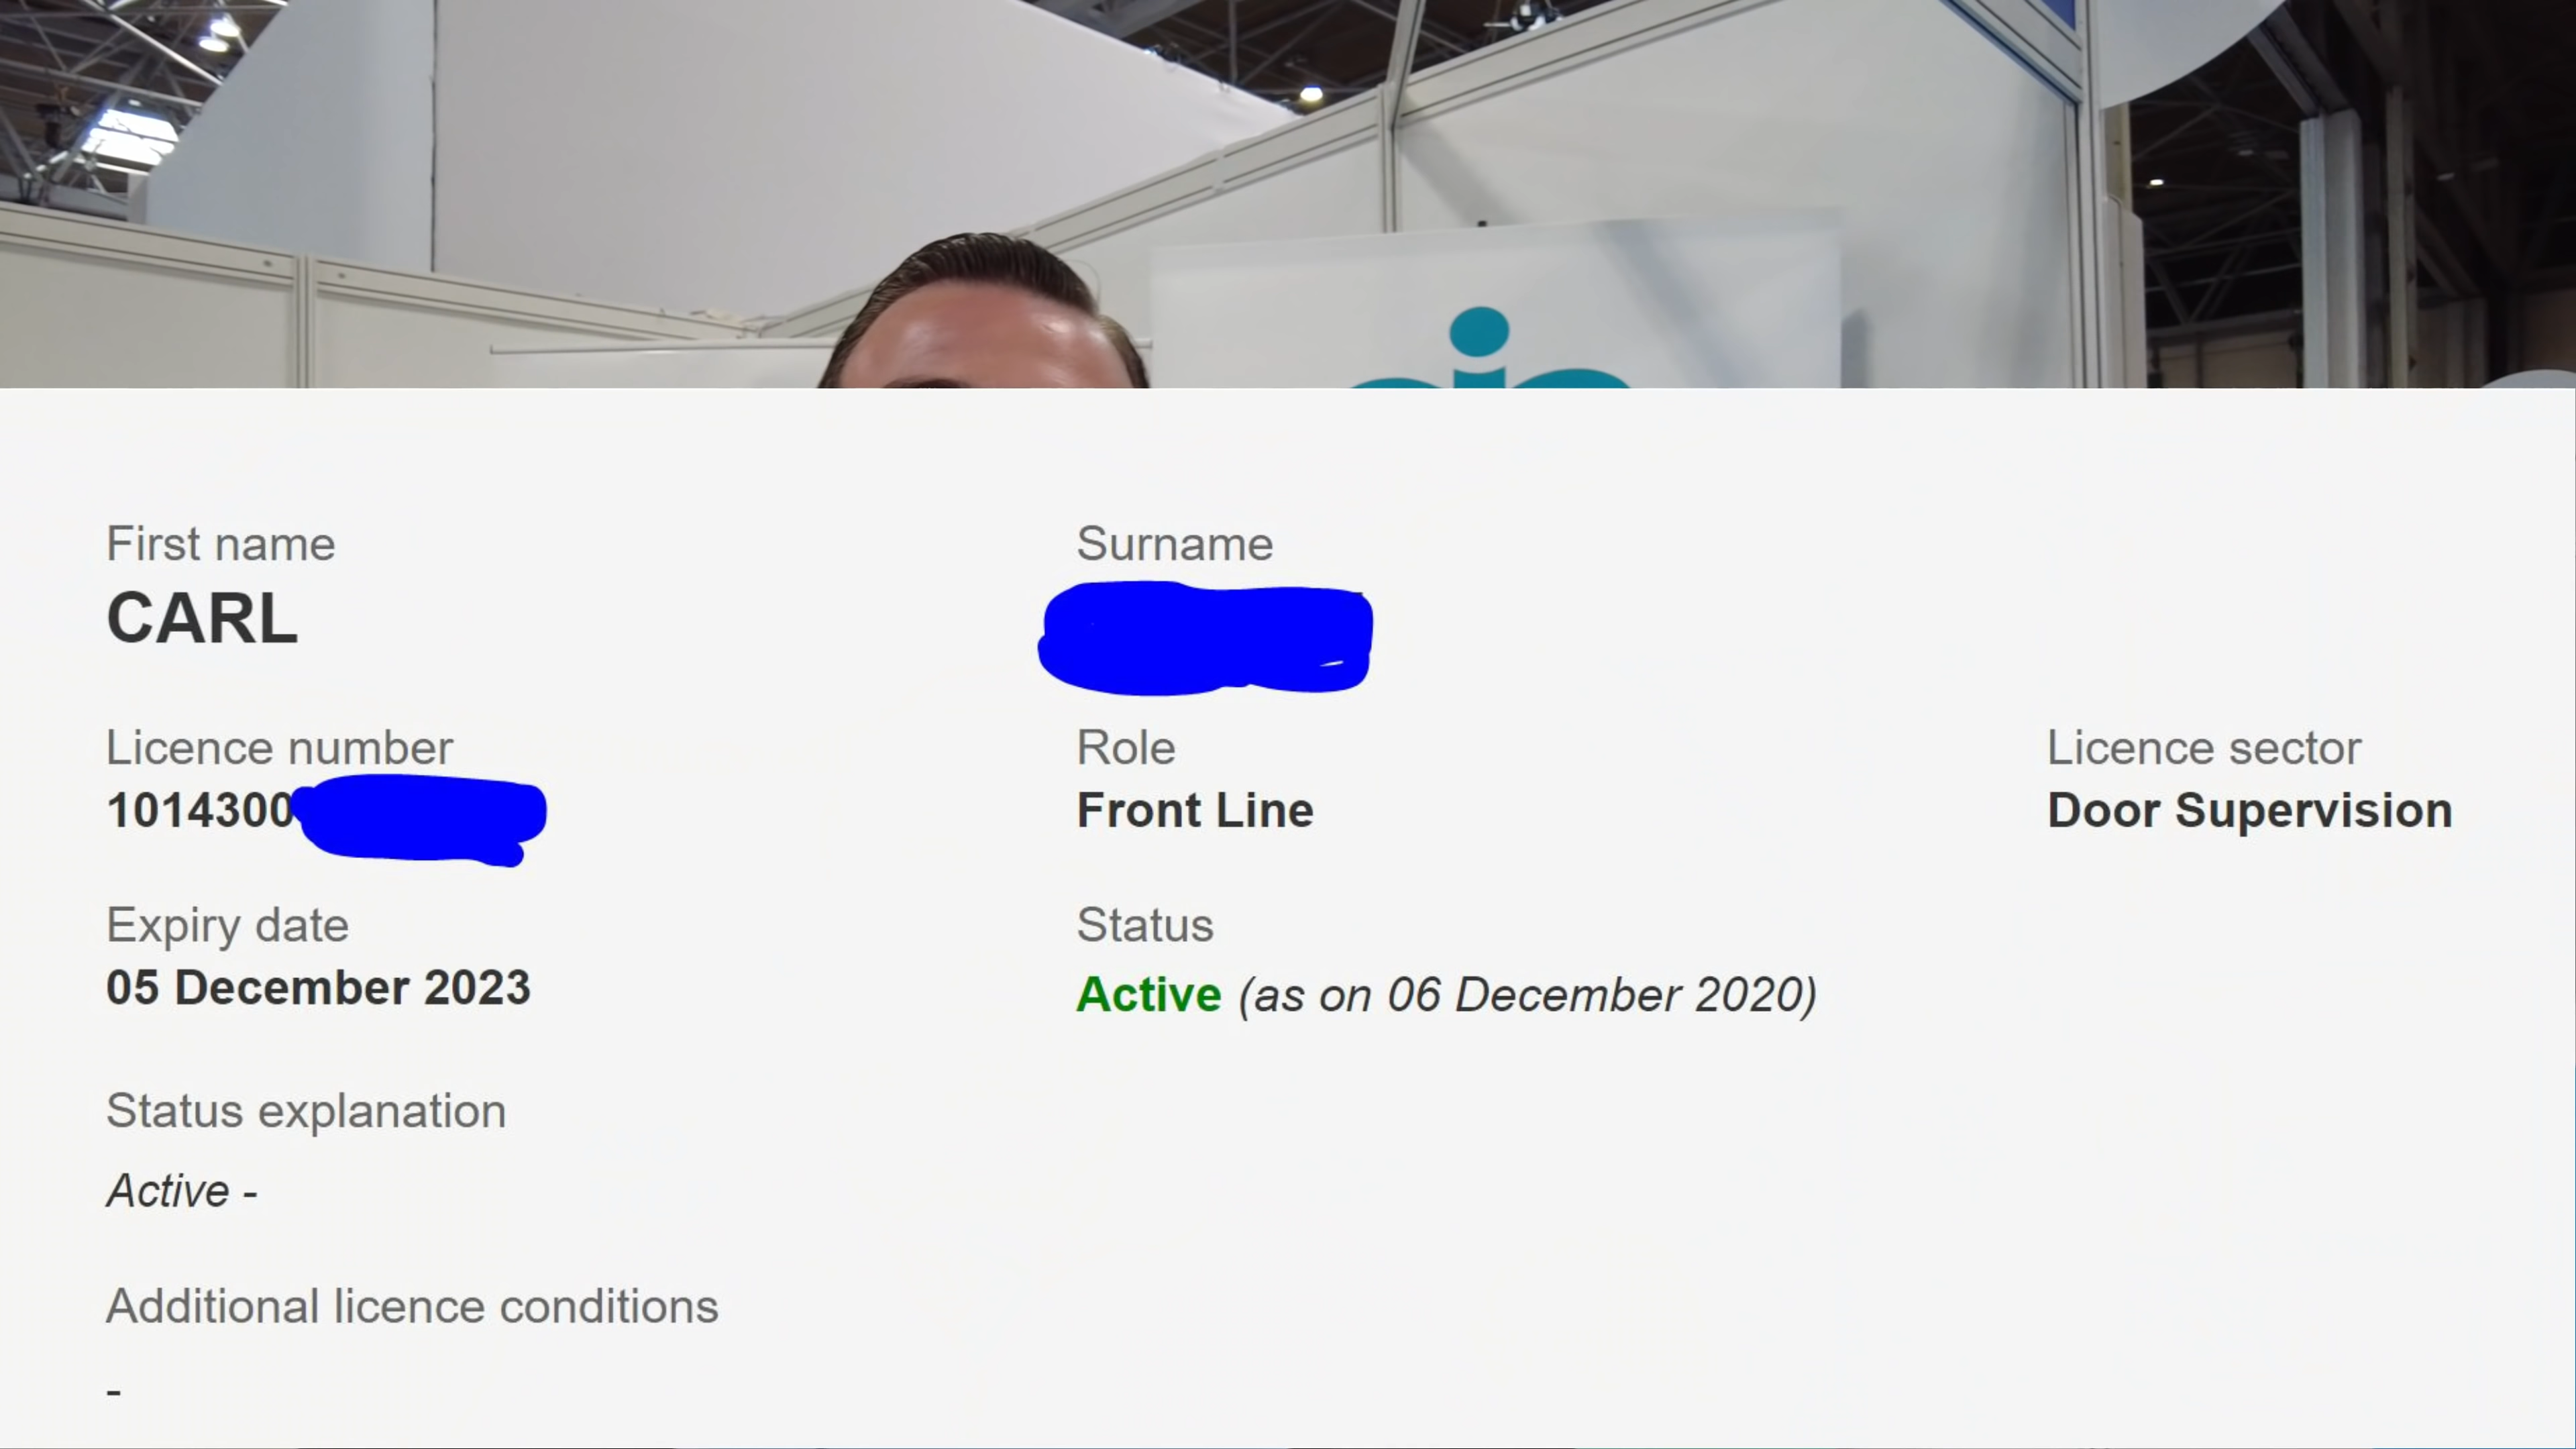 First name
Surname
CARL
Licence number
Role
Licence sector
1014300
Front Line
Door Supervision
Expiry date
Status
05 December 2023
Active (as on 06 December 2020)
Status explanation
Active -
Additional licence conditions
-